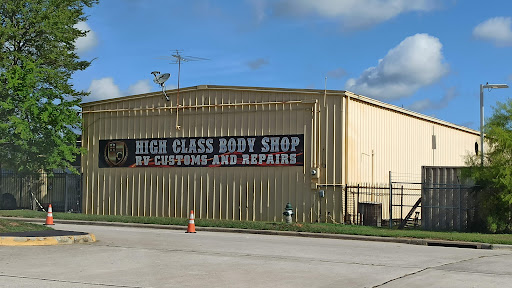 HIGH CLASS BODY SHOP
RV CUSTOMS AND REPAIRS